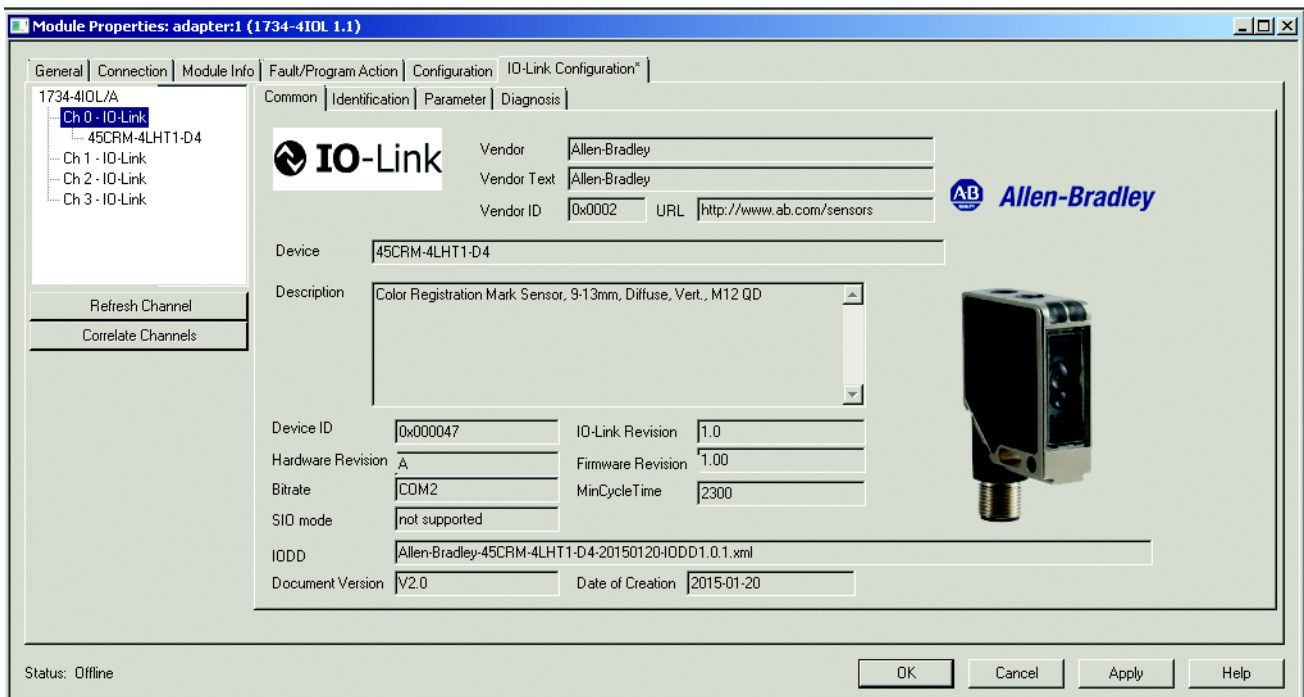 Module Properties: adapter:1 (1734-4IOL 1.1)
General Connection Module Info Fault/Program Action Configuration IO-Link Configuration*
1734-4IOL/A
Ch 0 - IO-Link
45CRM-4LHT1-D4
Ch 1 - IO-Link
Ch 2 - IO-Link
Ch 3 - IO-Link
Refresh Channel
Correlate Channels
Common Identification Parameter Diagnosis
IO-Link
Vendor Allen-Bradley
Vendor Text Allen-Bradley
Vendor ID 0x0002 URL http://www.ab.com/sensors
AB Allen-Bradley
Device 45CRM-4LHT1-D4
Description Color Registration Mark Sensor, 9-13mm, Diffuse, Vert., M12 QD
Device ID 0x000047 IO-Link Revision 1.0
Hardware Revision A Firmware Revision 1.00
Bitrate COM2 MinCycleTime 2300
SIO mode not supported
IODD Allen-Bradley-45CRM-4LHT1-D4-20150120-IODD1.0.1.xml
Document Version V2.0 Date of Creation 2015-01-20
Status: Offline
OK Cancel Apply Help